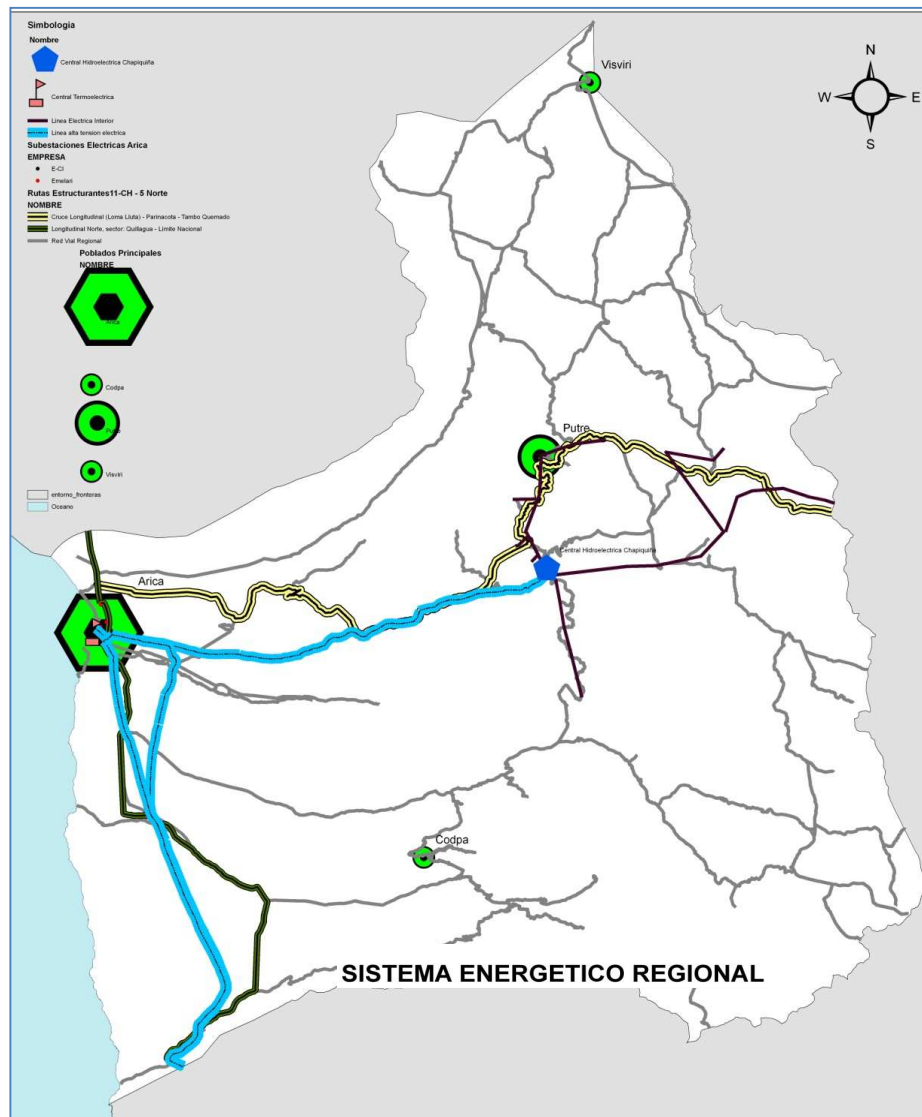 Simbologia
Nombre
Central Hidroelectrica Chapiquiña
Central Termoelectrica
Linea Electrica Interior
Linea alta tension electrica
Subestaciones Electricas Arica
EMPRESA
E-CI
Emelari
Rutas Estructurantes11-CH - 5 Norte
NOMBRE
Cruce Longitudinal (Loma Lluta) - Parinacota - Tambo Quemado
Longitudinal Norte, sector: Quillagua - Limite Nacional
Red Vial Regional
Poblados Principales
NOMBRE
Arica
Codpa
Putre
Visviri
entorno_fronteras
Oceano
N
W
E
S
Visviri
Putre
Central Hidroelectrica Chapiquiña
Arica
Codpa
SISTEMA ENERGETICO REGIONAL